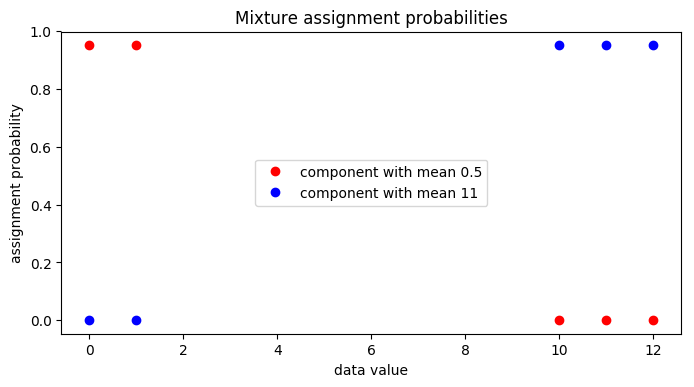 Mixture assignment probabilities
1.0
0.8
0.6
0.4
0.2
0.0
assignment probability
component with mean 0.5
component with mean 11
0 2 4 6 8 10 12
data value